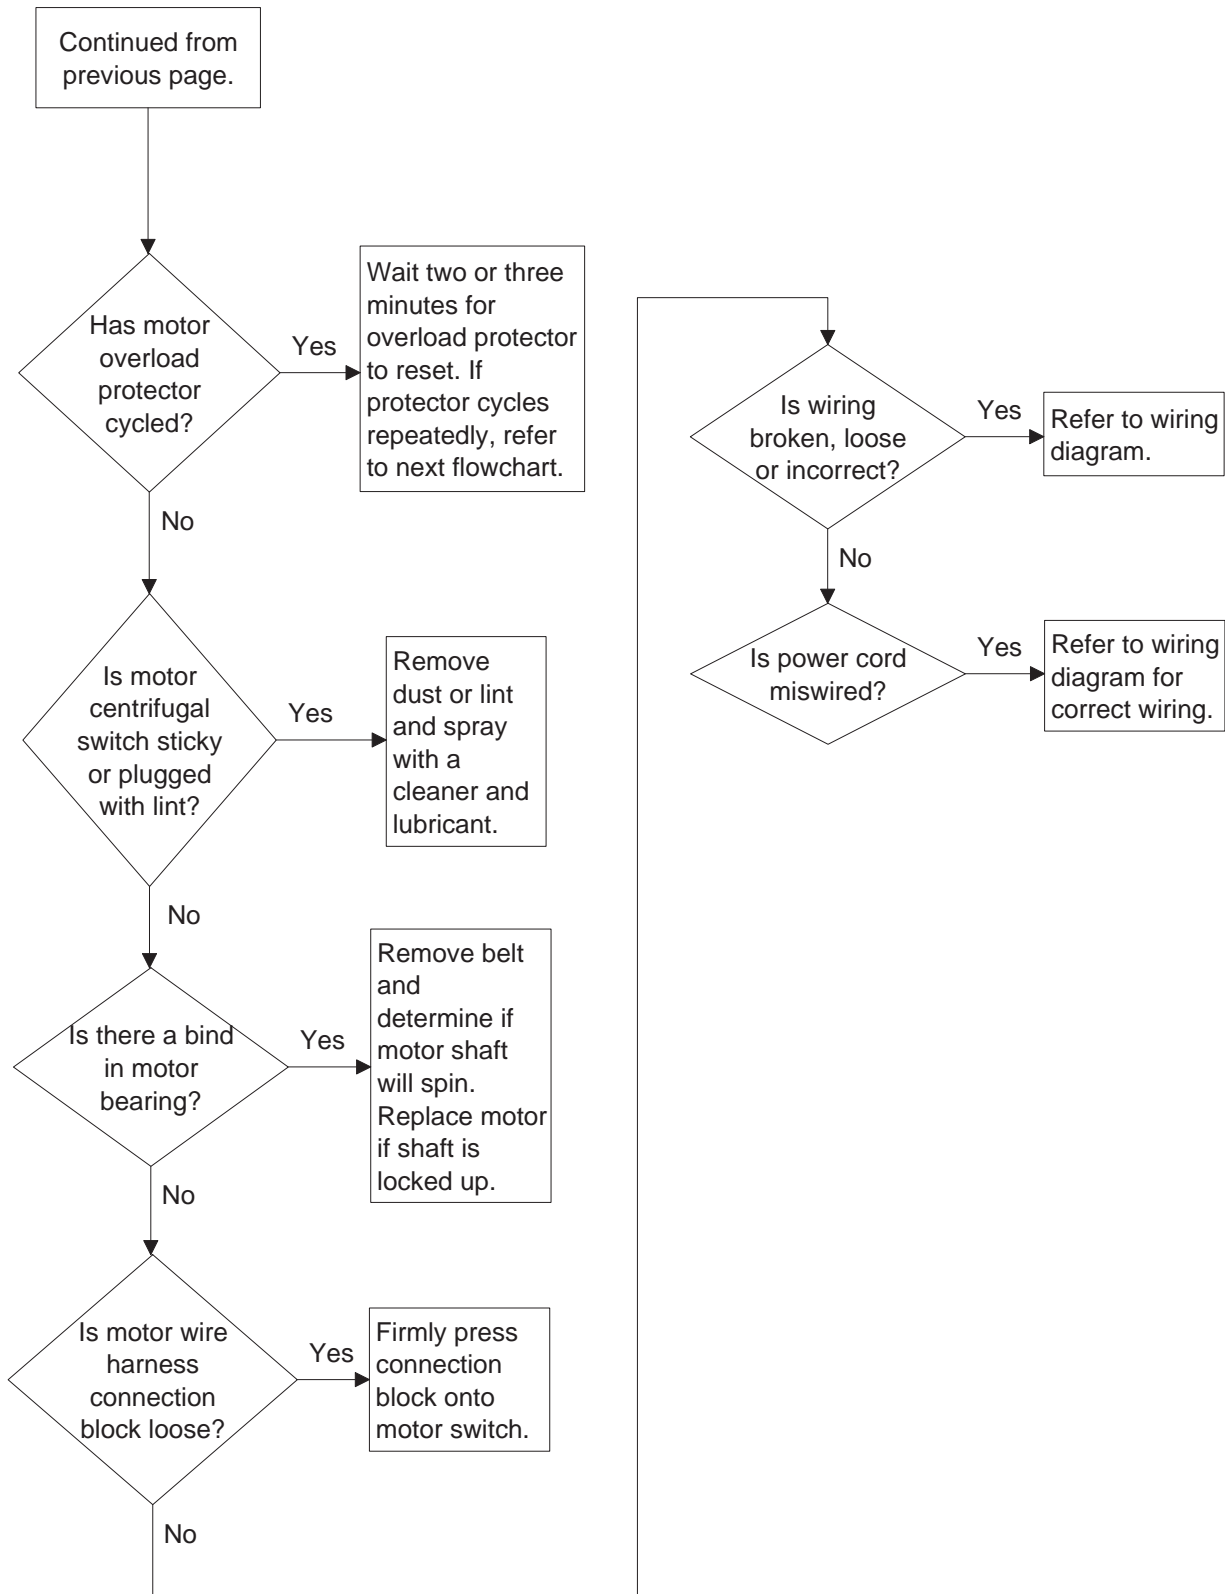 Continued from
previous page.
Has motor
overload
protector
cycled?
Yes
Wait two or three
minutes for
overload protector
to reset. If
protector cycles
repeatedly, refer
to next flowchart.
No
Is motor
centrifugal
switch sticky
or plugged
with lint?
Yes
Remove
dust or lint
and spray
with a
cleaner and
lubricant.
No
Is there a bind
in motor
bearing?
Yes
Remove belt
and
determine if
motor shaft
will spin.
Replace motor
if shaft is
locked up.
No
Is motor wire
harness
connection
block loose?
Yes
Firmly press
connection
block onto
motor switch.
No
Is wiring
broken, loose
or incorrect?
Yes
Refer to wiring
diagram.
No
Is power cord
miswired?
Yes
Refer to wiring
diagram for
correct wiring.